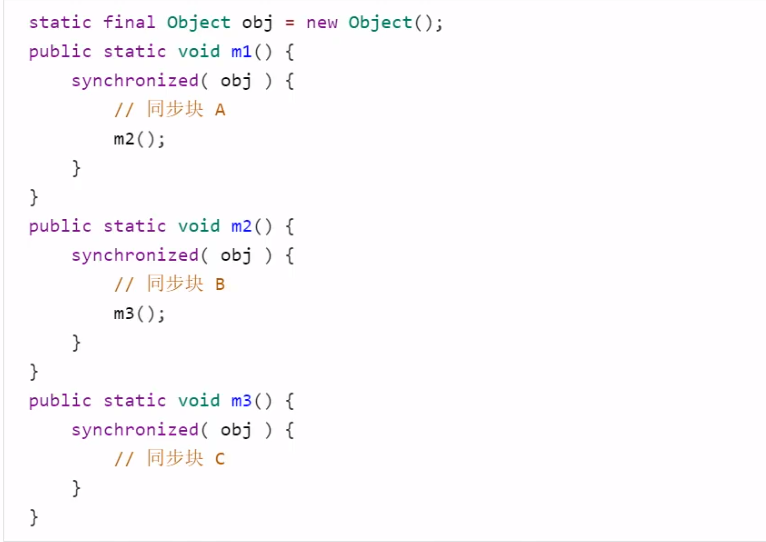 static final Object obj = new Object();
public static void m1() {
    synchronized( obj ) {
        // 同步块 A
        m2();
    }
}
public static void m2() {
    synchronized( obj ) {
        // 同步块 B
        m3();
    }
}
public static void m3() {
    synchronized( obj ) {
        // 同步块 C
    }
}